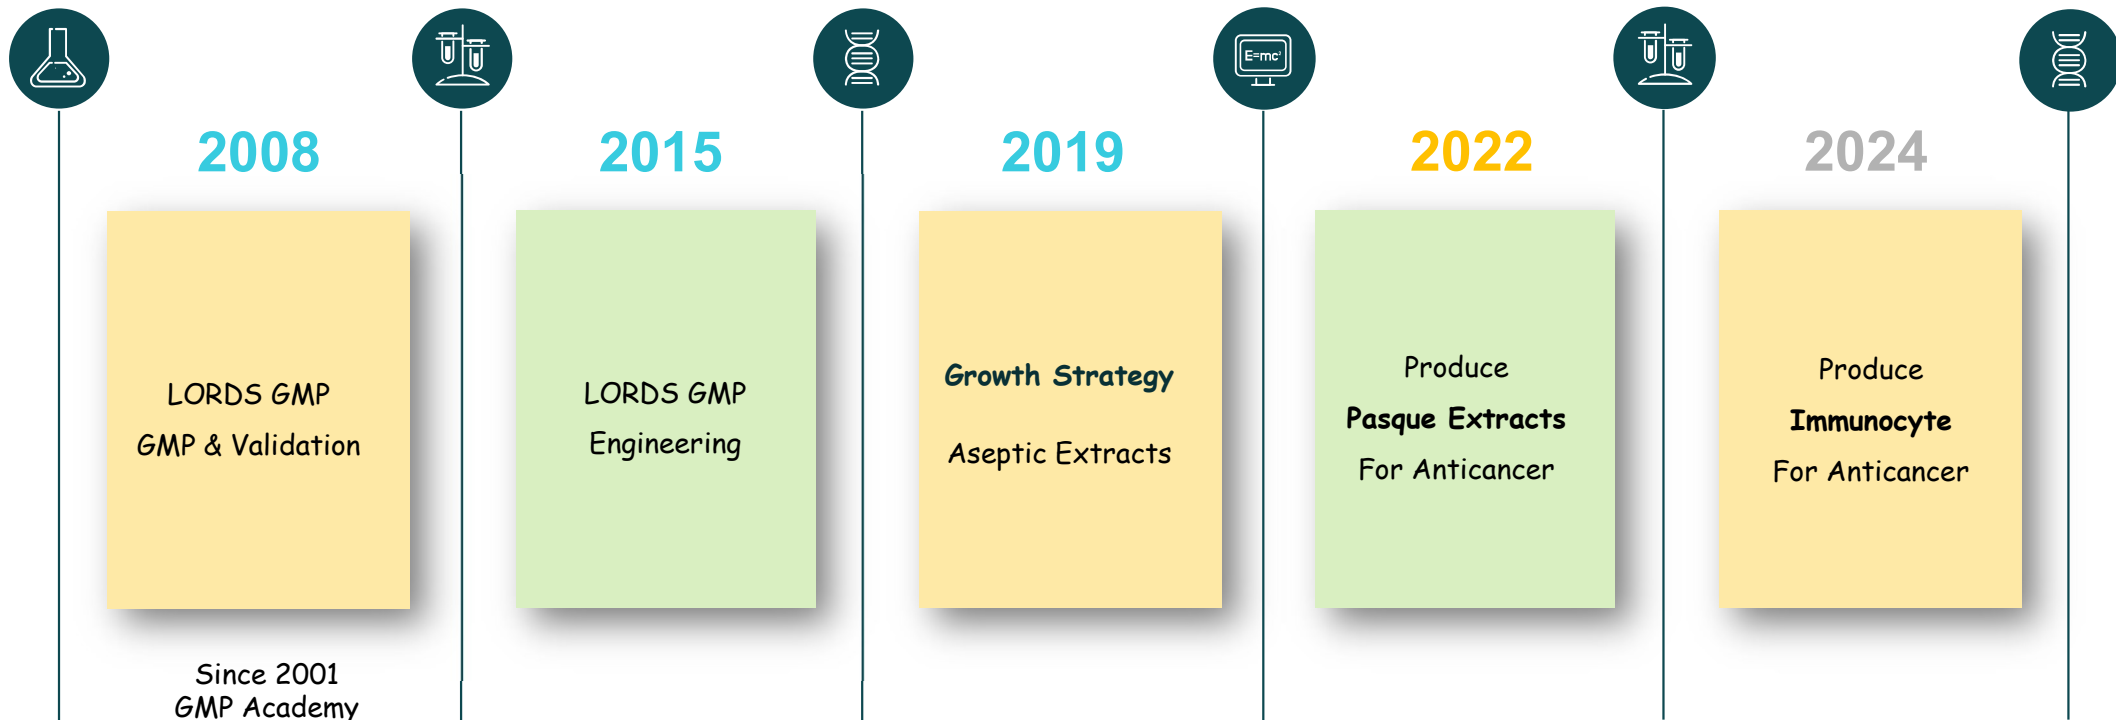 E=mc²
2008
LORDS GMP
GMP & Validation
Since 2001
GMP Academy
2015
LORDS GMP
Engineering
2019
Growth Strategy
Aseptic Extracts
2022
Produce
Pasque Extracts
For Anticancer
2024
Produce
Immunocyte
For Anticancer